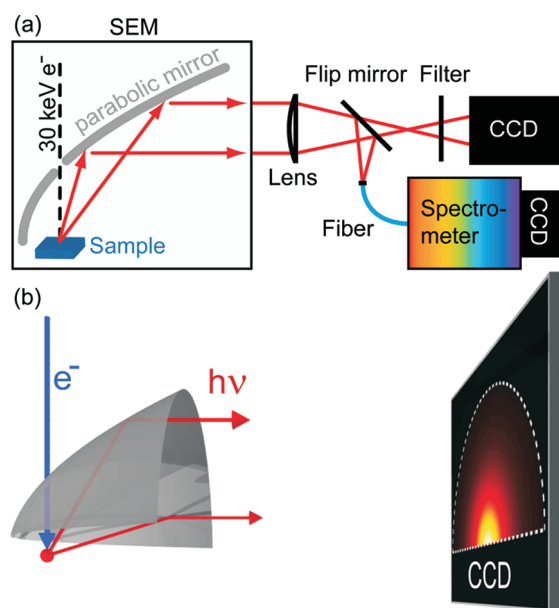 (a)
SEM
30 keV e-
parabolic mirror
Sample
Lens
Flip mirror
Filter
CCD
Fiber
Spectro-
meter
CCD
(b)
e-
hν
CCD